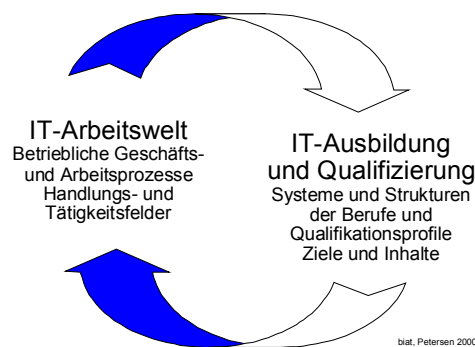 IT-Arbeitswelt
Betriebliche Geschäfts-
und Arbeitsprozesse
Handlungs- und
Tätigkeitsfelder
IT-Ausbildung
und Qualifizierung
Systeme und Strukturen
der Berufe und
Qualifikationsprofile
Ziele und Inhalte
biat, Petersen 2000